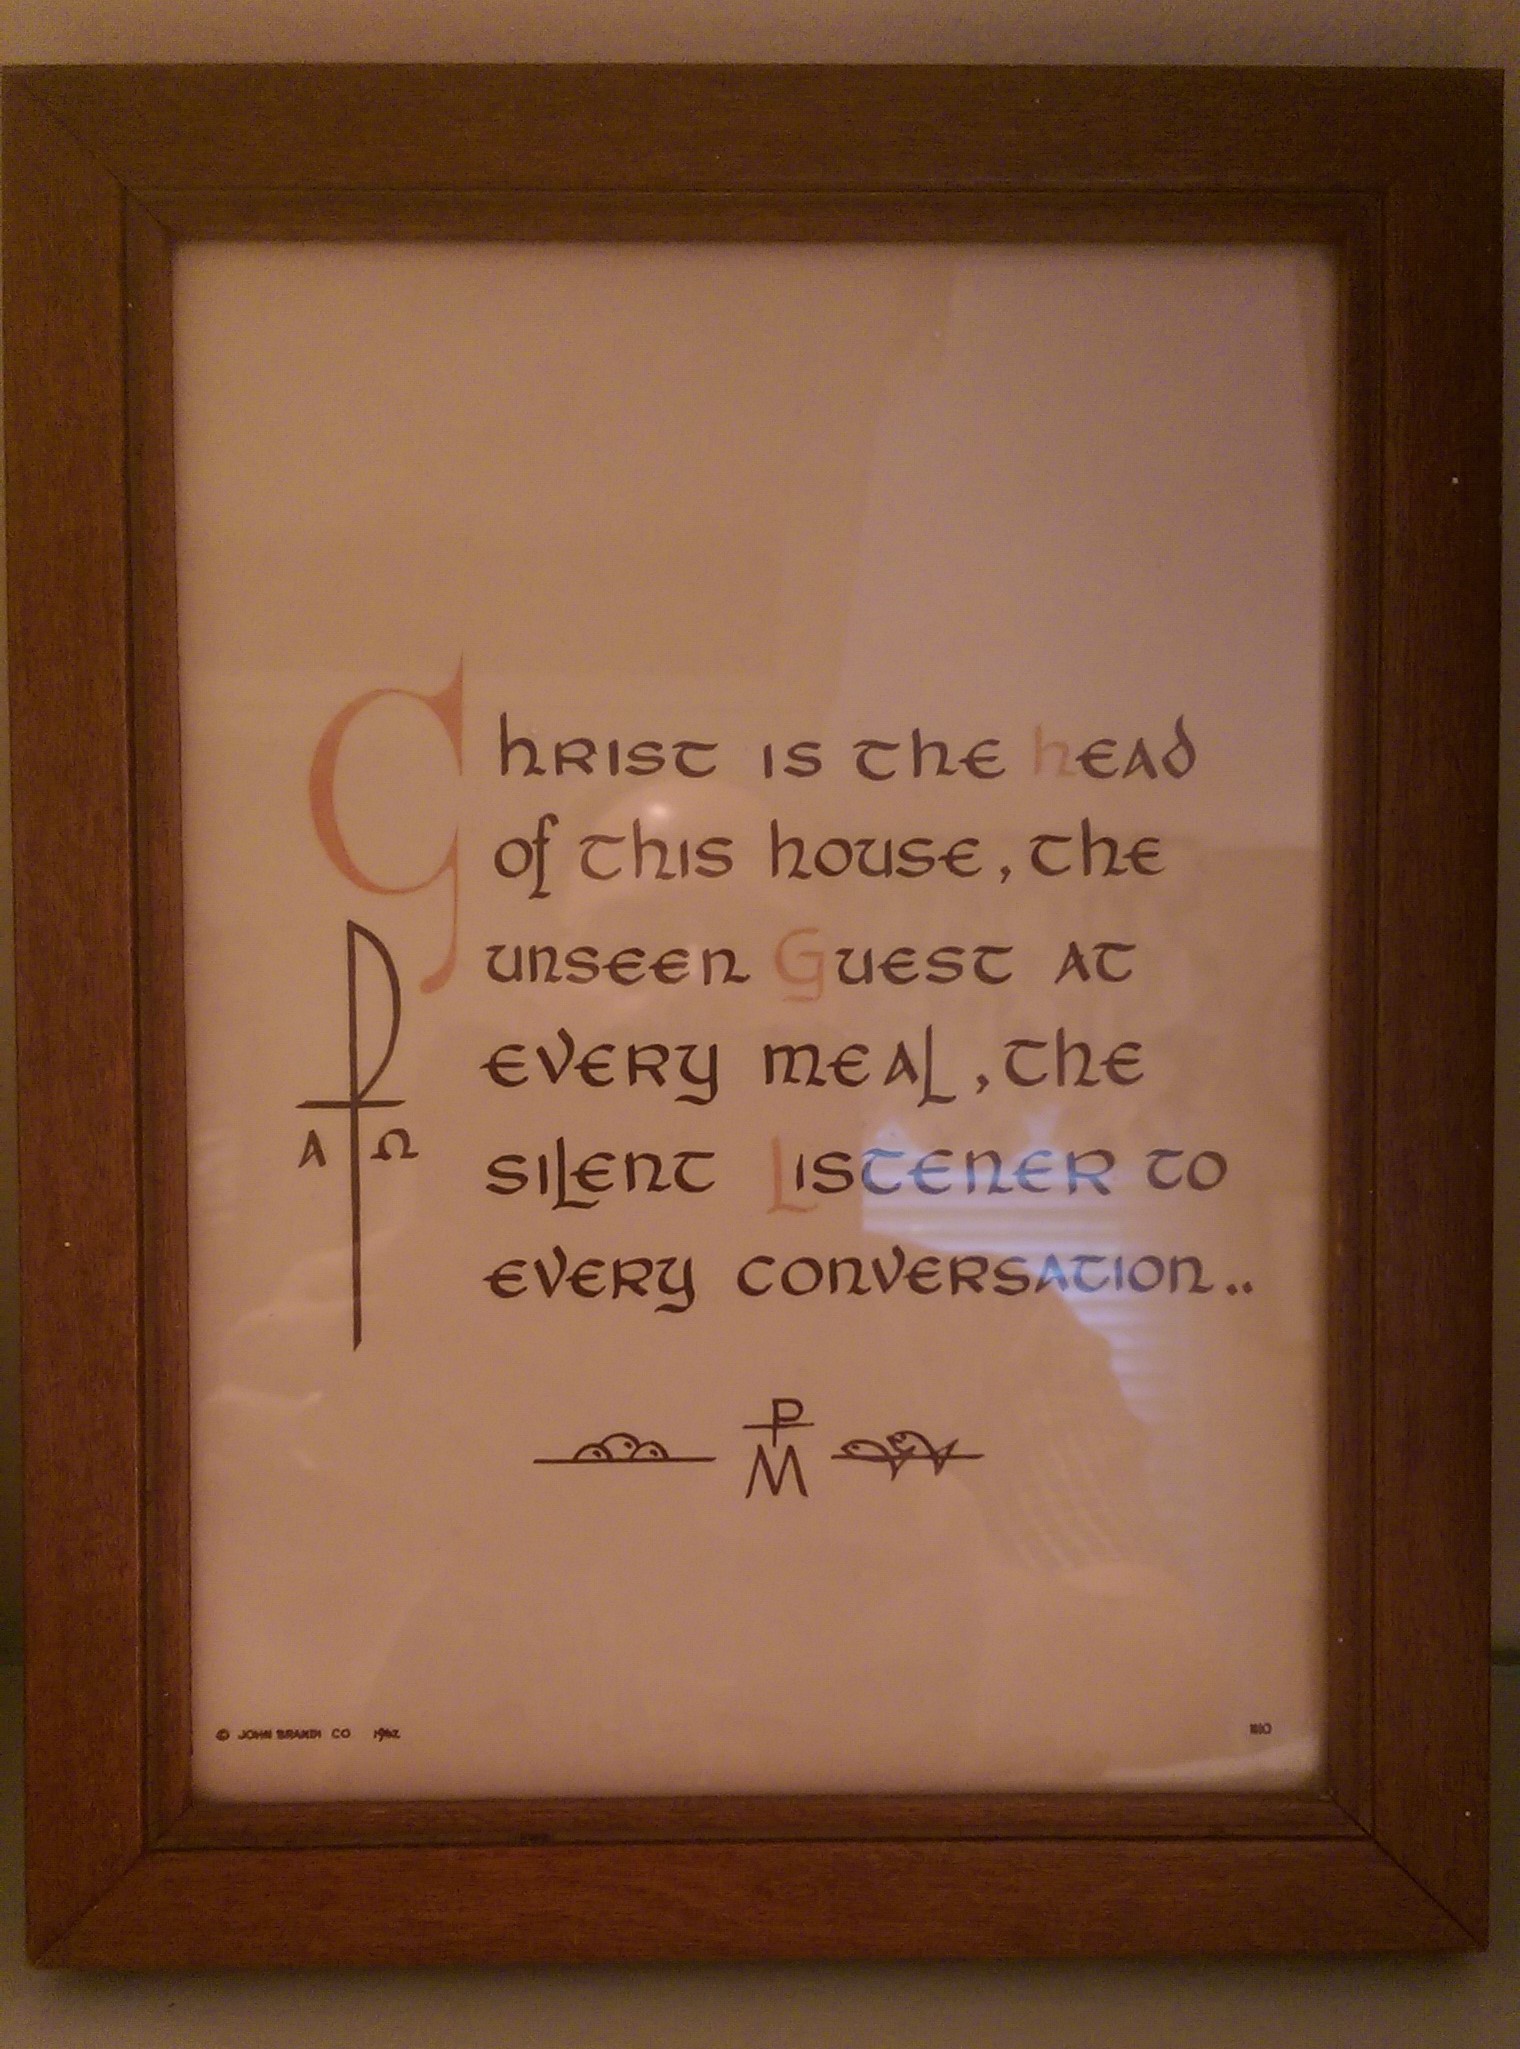 Christ is the head
of this house, the
unseen Guest at
every meal, the
silent Listener to
every conversation..
Α Ω
P
M
© JOHN BRANDI CO 1962